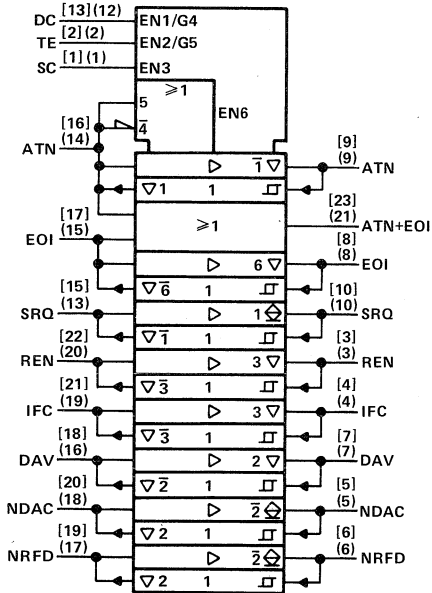 DC [13](12) EN1/G4
TE [2](2) EN2/G5
SC [1](1) EN3
⩾1
5
EN6
[16] 4̅
ATN (14)
[9]
▷ 1̅ ▽ (9) ATN
▽1 1
[17] [23]
⩾1 (21) ATN+EOI
EOI (15) [8]
▷ 6 ▽ (8) EOI
[15] ▽6̅ 1 [10]
SRQ (13) ▷ 1 (10) SRQ
[22] ▽1̅ 1 [3]
REN (20) ▷ 3 ▽ (3) REN
[21] ▽3̅ 1 [4]
IFC (19) ▷ 3 ▽ (4) IFC
[18] ▽3̅ 1 [7]
DAV (16) ▷ 2 ▽ (7) DAV
[20] ▽2̅ 1 [5]
NDAC (18) ▷ 2̅ (5) NDAC
[19] ▽2 1 [6]
NRFD (17) ▷ 2̅ (6) NRFD
▽2 1